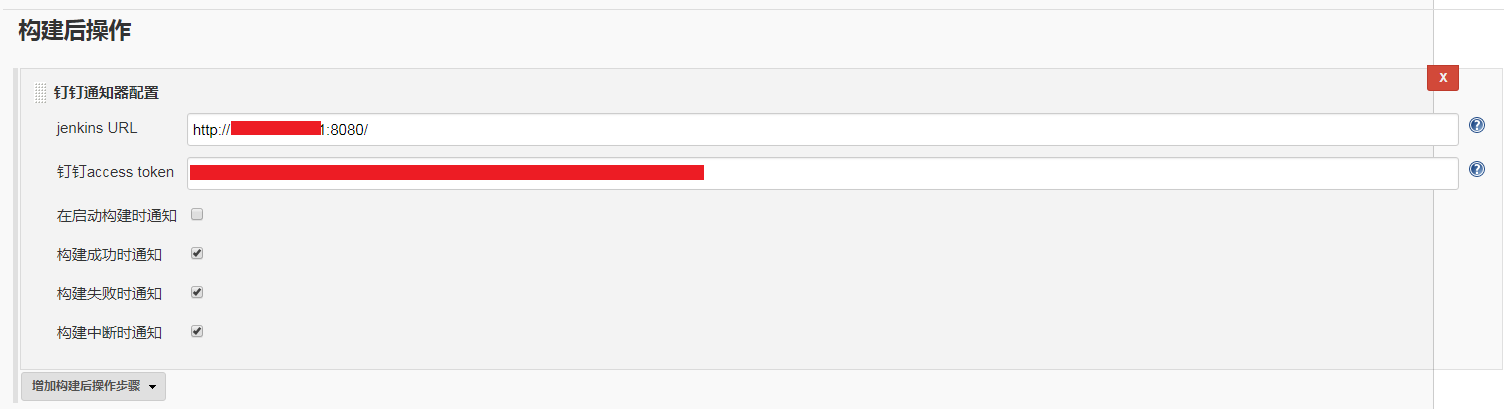 构建后操作
钉钉通知器配置
X
jenkins URL
http:// 1:8080/
钉钉access token
在启动构建时通知
构建成功时通知
构建失败时通知
构建中断时通知
增加构建后操作步骤